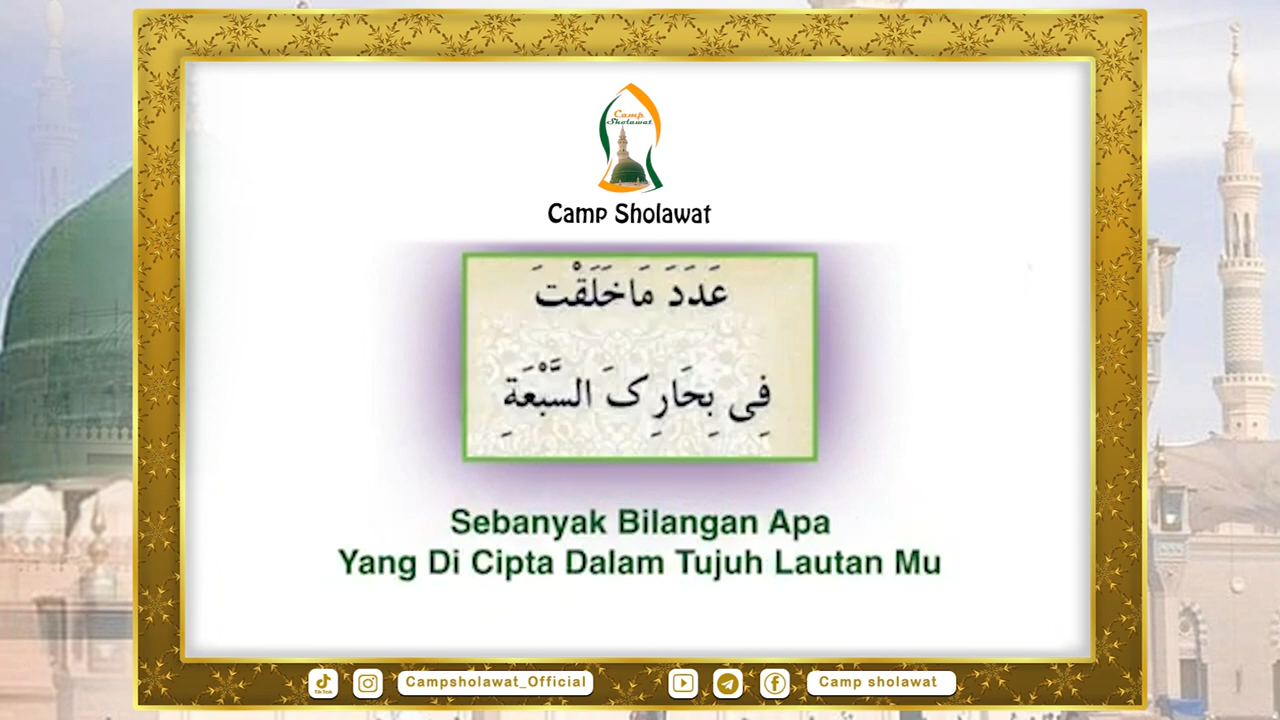 Camp
Sholawat
Camp Sholawat
عَدَدَ مَاخَلَقْتَ
فِى بِحَارِكَ السَّبْعَةِ
Sebanyak Bilangan Apa
Yang Di Cipta Dalam Tujuh Lautan Mu
TikTok
Campsholawat_Official
Camp sholawat